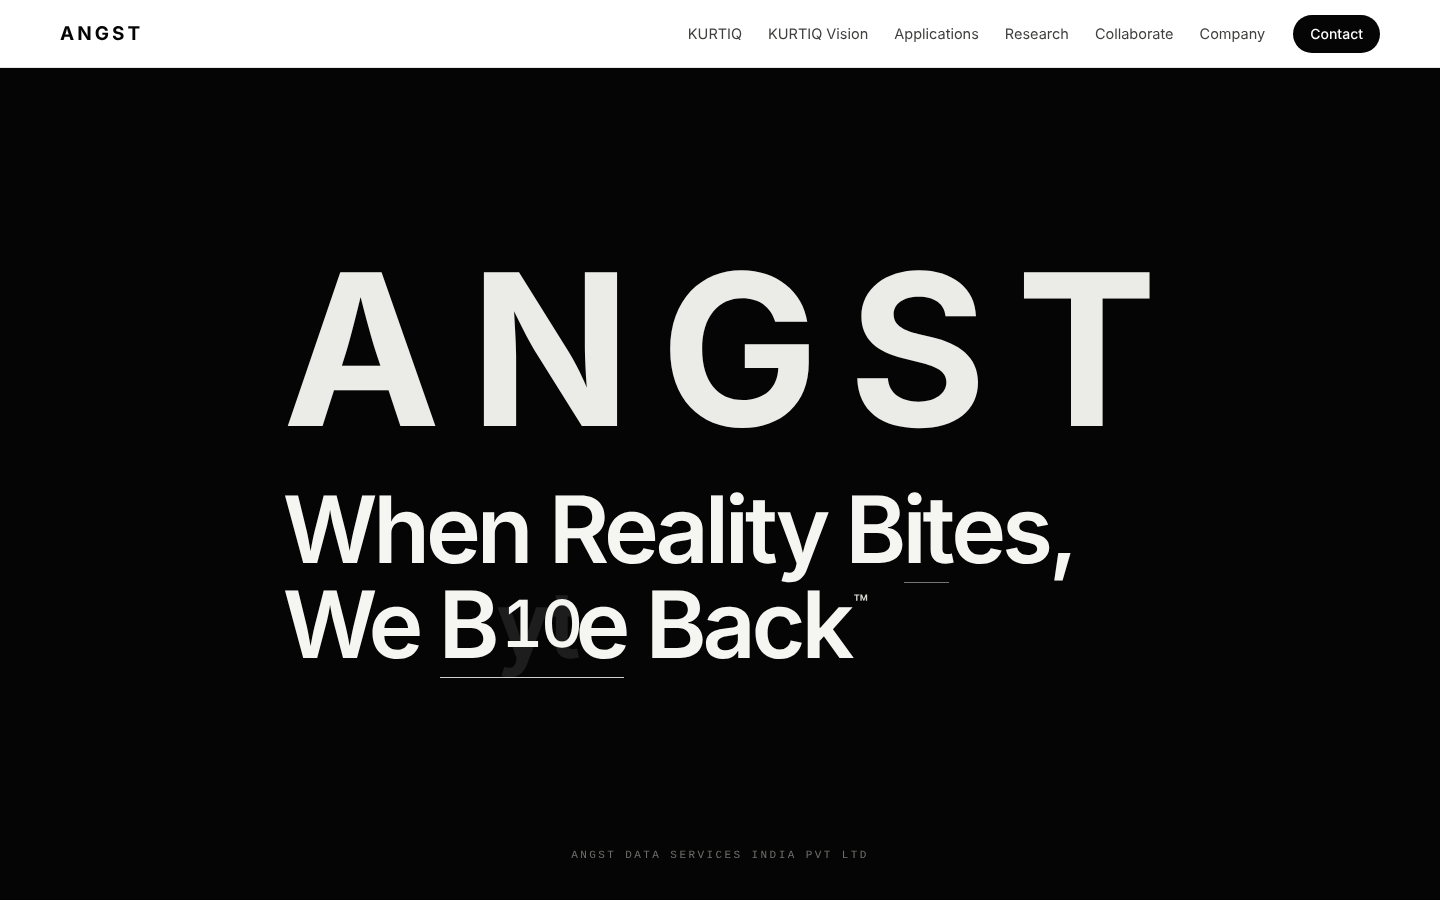 ANGST
KURTIQ KURTIQ Vision Applications Research Collaborate Company Contact
ANGST
When Reality Bites,
We B10e Back™
ANGST DATA SERVICES INDIA PVT LTD